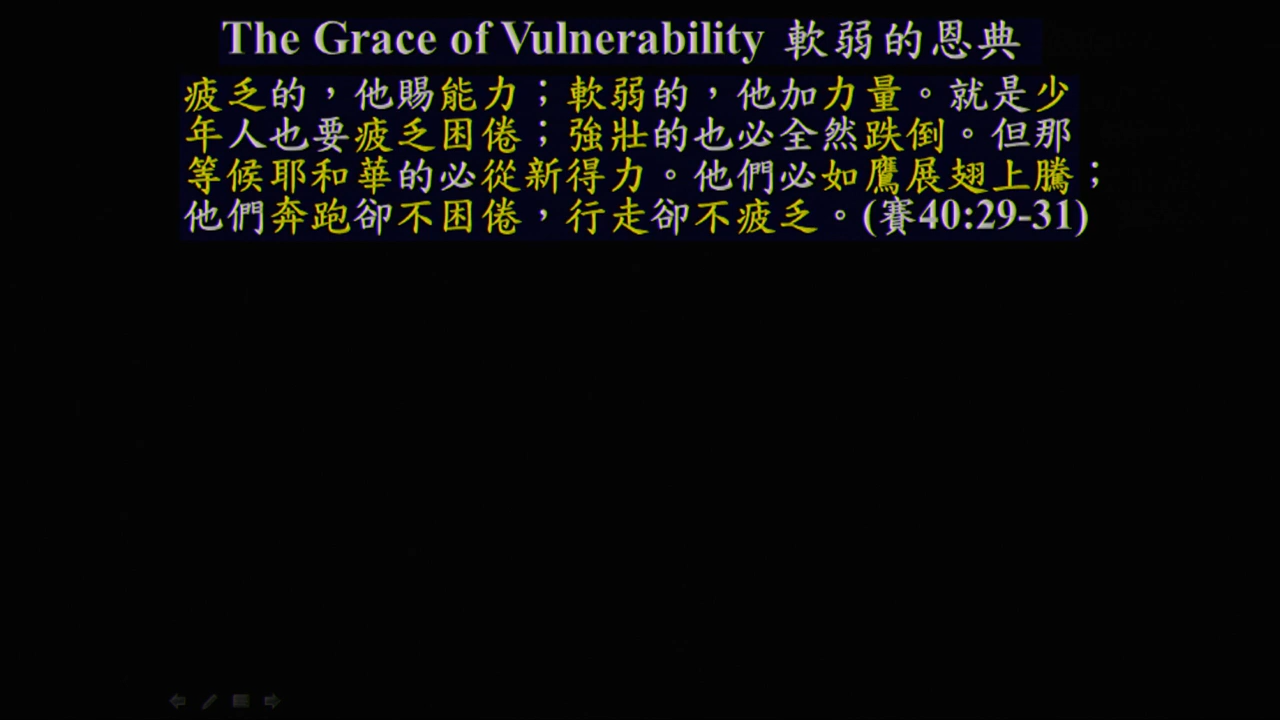 The Grace of Vulnerability 軟弱的恩典
疲乏的，他賜能力；軟弱的，他加力量。就是少
年人也要疲乏困倦；強壯的也必全然跌倒。但那
等候耶和華的必從新得力。他們必如鷹展翅上騰；
他們奔跑卻不困倦，行走卻不疲乏。(賽40:29-31)